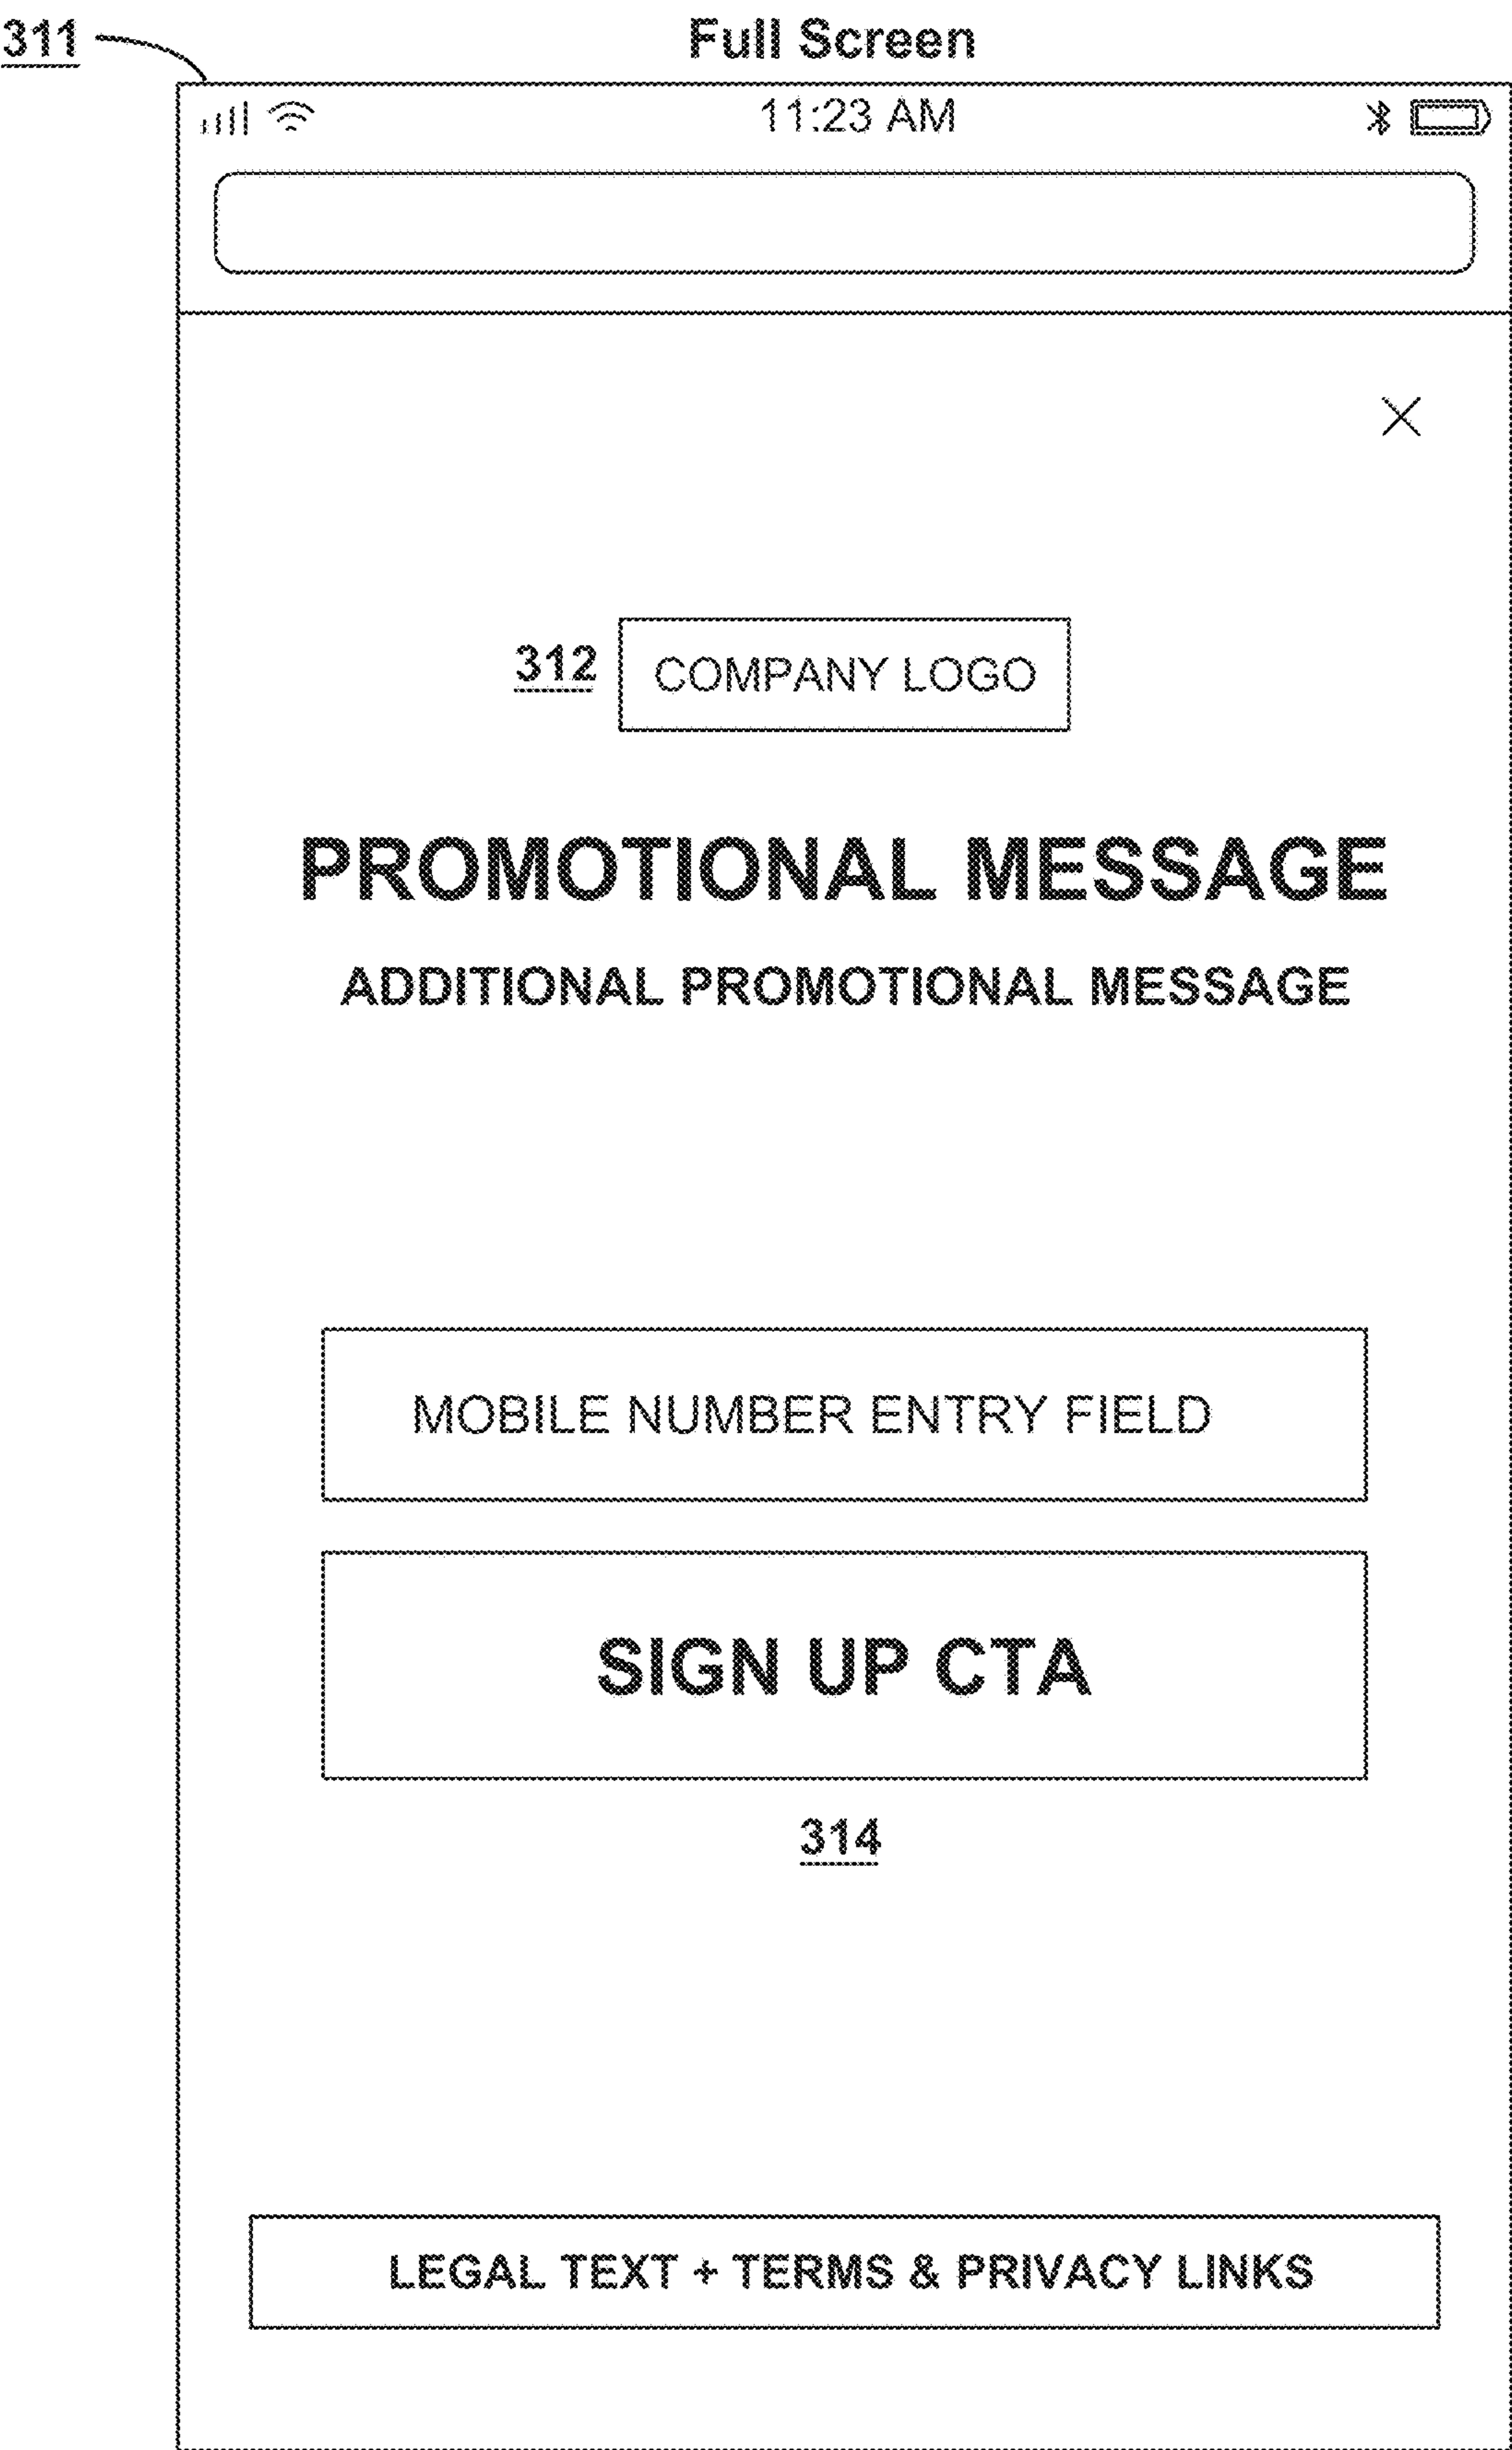 311
Full Screen
11:23 AM
312
COMPANY LOGO
PROMOTIONAL MESSAGE
ADDITIONAL PROMOTIONAL MESSAGE
MOBILE NUMBER ENTRY FIELD
SIGN UP CTA
314
LEGAL TEXT + TERMS & PRIVACY LINKS